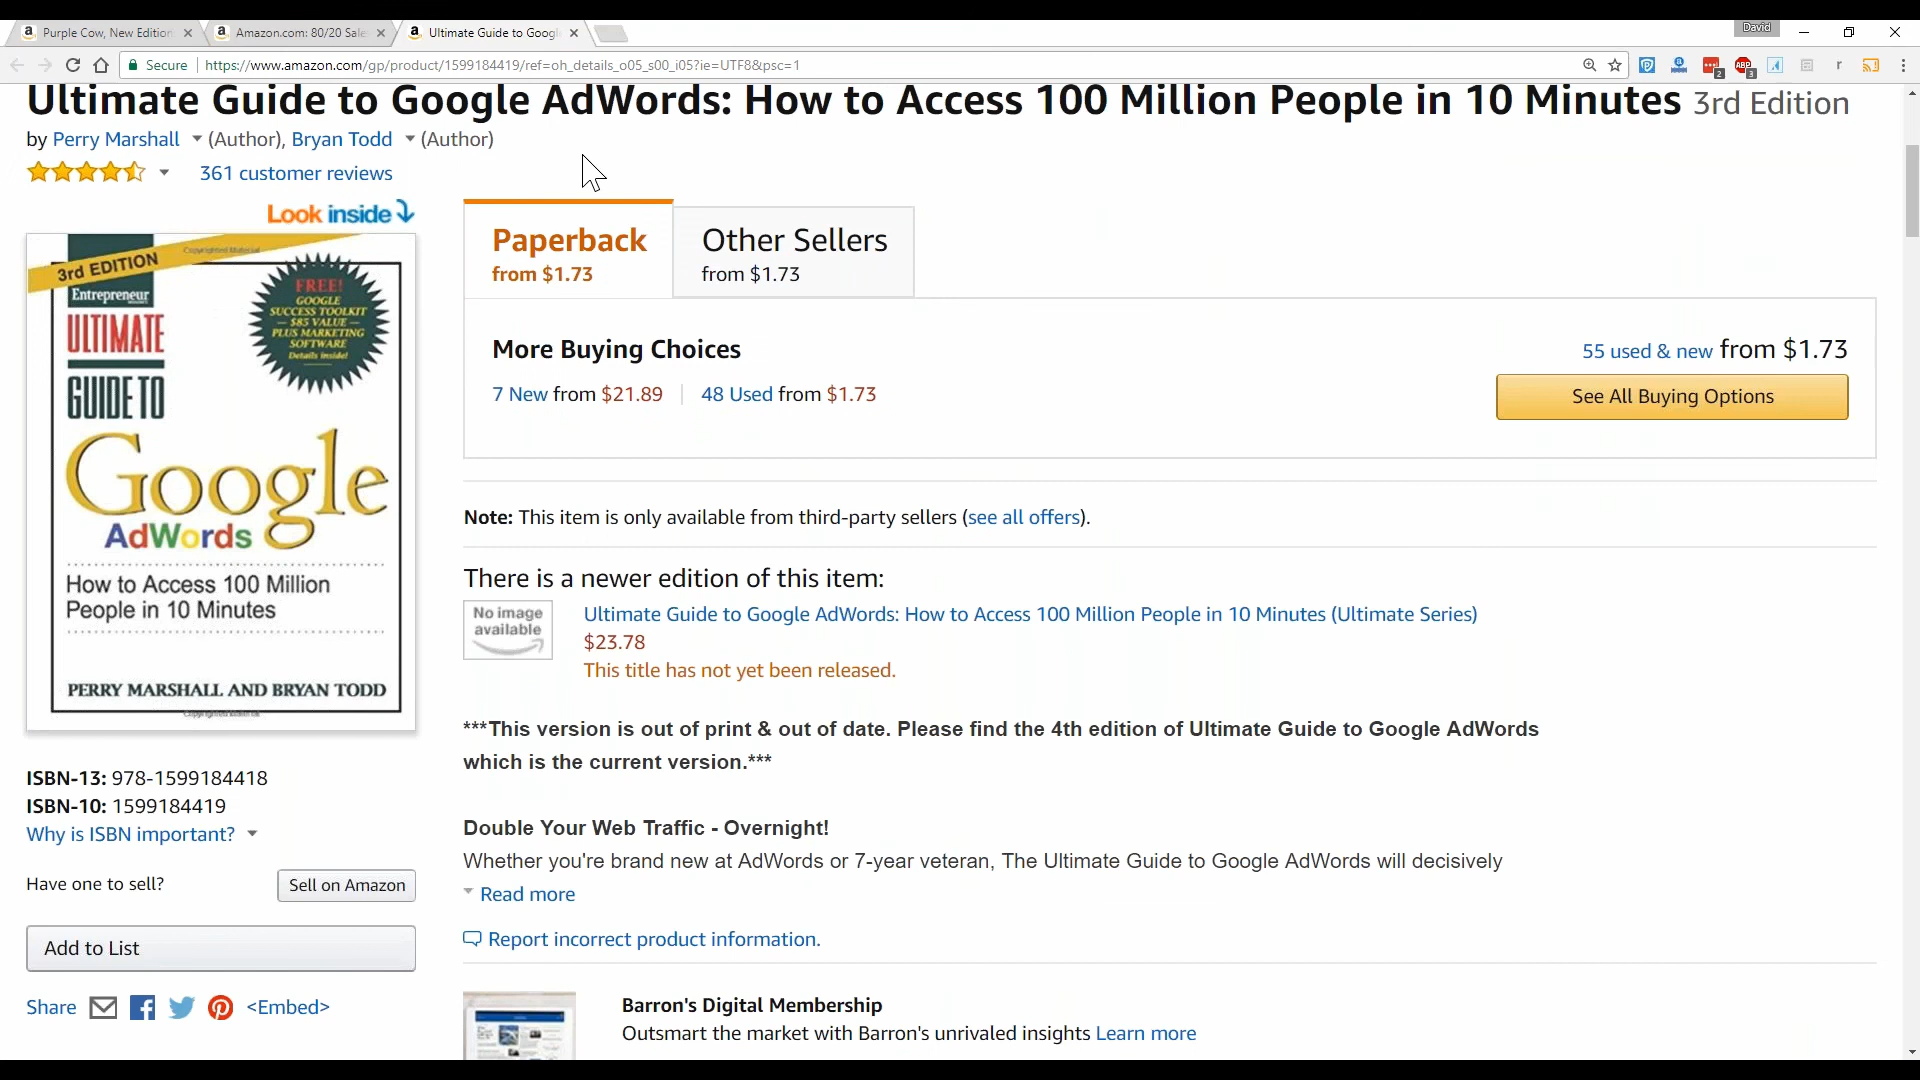 Purple Cow, New Edition
Amazon.com: 80/20 Sale
Ultimate Guide to Googl
David
Secure
https://www.amazon.com/gp/product/1599184419/ref=oh_details_o05_s00_i05?ie=UTF8&psc=1
Ultimate Guide to Google AdWords: How to Access 100 Million People in 10 Minutes 3rd Edition
by Perry Marshall (Author), Bryan Todd (Author)
361 customer reviews
Look inside
3rd EDITION
Copyrighted Material
Entrepreneur
ULTIMATE
GUIDE TO
Google
AdWords
FREE!
GOOGLE
SUCCESS TOOLKIT
— $85 VALUE —
PLUS MARKETING
SOFTWARE
Details inside!
How to Access 100 Million
People in 10 Minutes
PERRY MARSHALL AND BRYAN TODD
Copyrighted Material
ISBN-13: 978-1599184418
ISBN-10: 1599184419
Why is ISBN important?
Have one to sell?
Sell on Amazon
Add to List
Share
<Embed>
Paperback
from $1.73
Other Sellers
from $1.73
More Buying Choices
7 New from $21.89
48 Used from $1.73
55 used & new from $1.73
See All Buying Options
Note: This item is only available from third-party sellers (see all offers).
There is a newer edition of this item:
No image
available
Ultimate Guide to Google AdWords: How to Access 100 Million People in 10 Minutes (Ultimate Series)
$23.78
This title has not yet been released.
***This version is out of print & out of date. Please find the 4th edition of Ultimate Guide to Google AdWords
which is the current version.***
Double Your Web Traffic - Overnight!
Whether you're brand new at AdWords or 7-year veteran, The Ultimate Guide to Google AdWords will decisively
Read more
Report incorrect product information.
Barron's Digital Membership
Outsmart the market with Barron's unrivaled insights Learn more